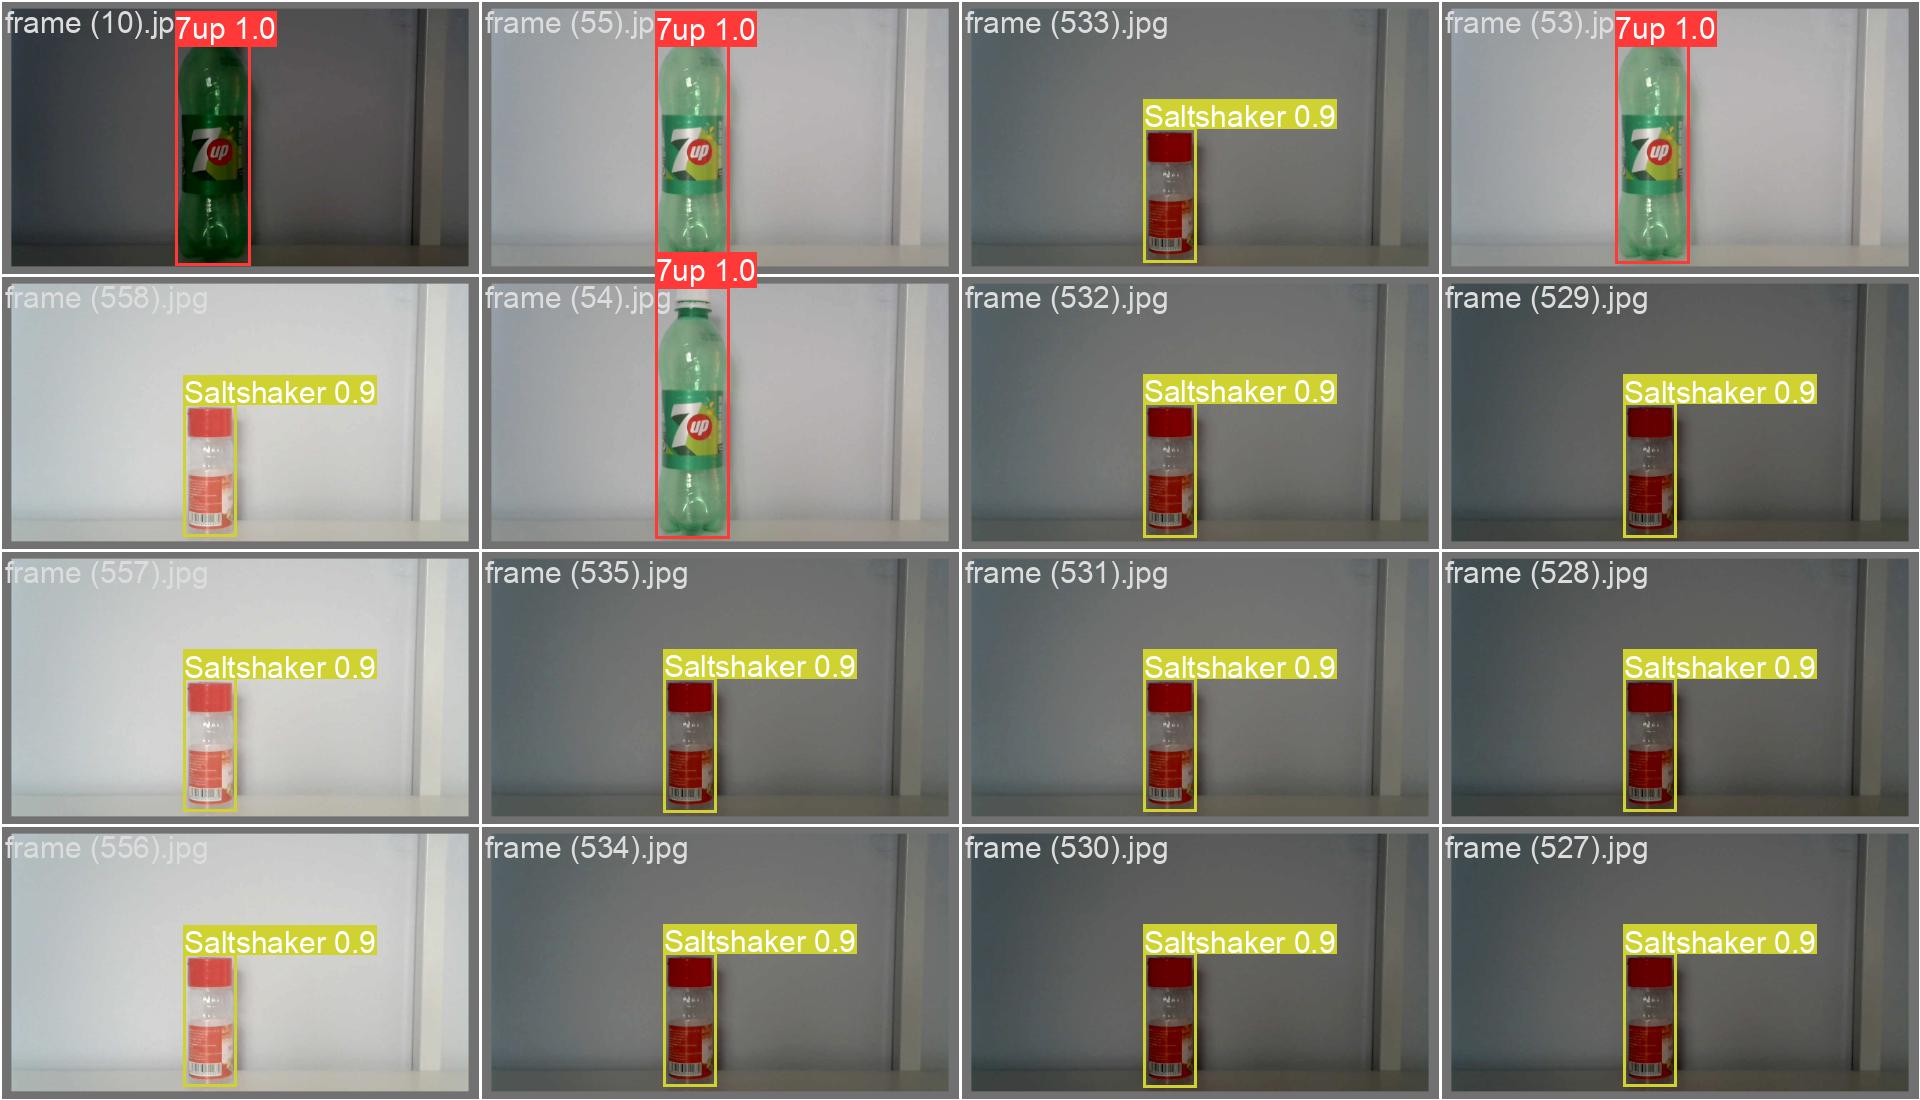 frame (10).jp
7up 1.0
7up
frame (55).jp
7up 1.0
7up
frame (533).jpg
Saltshaker 0.9
frame (53).jp
7up 1.0
7up
frame (558).jpg
Saltshaker 0.9
frame (54).jpg
7up 1.0
7up
frame (532).jpg
Saltshaker 0.9
frame (529).jpg
Saltshaker 0.9
frame (557).jpg
Saltshaker 0.9
frame (535).jpg
Saltshaker 0.9
frame (531).jpg
Saltshaker 0.9
frame (528).jpg
Saltshaker 0.9
frame (556).jpg
Saltshaker 0.9
frame (534).jpg
Saltshaker 0.9
frame (530).jpg
Saltshaker 0.9
frame (527).jpg
Saltshaker 0.9